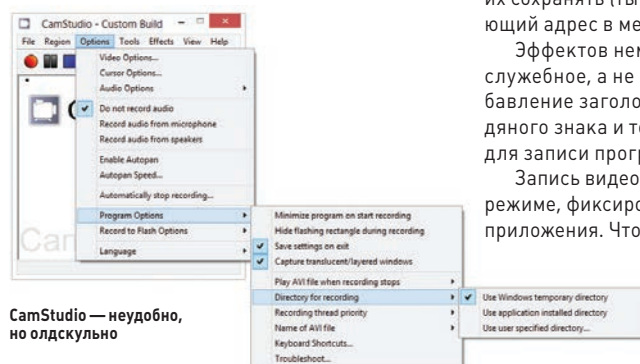 CamStudio - Custom Build
File Region Options Tools Effects View Help
Video Options...
Cursor Options...
Audio Options
Do not record audio
Record audio from microphone
Record audio from speakers
Enable Autopan
Autopan Speed...
Automatically stop recording...
Program Options
Record to Flash Options
Language
Minimize program on start recording
Hide flashing rectangle during recording
Save settings on exit
Capture translucent/layered windows
Play AVI file when recording stops
Directory for recording
Recording thread priority
Name of AVI file
Keyboard Shortcuts...
Troubleshoot...
Use Windows temporary directory
Use application installed directory
Use user specified directory...
CamStudio — неудобно,
но олдскульно
ющий адрес в ме
Эффектов нем
служебное, а не
бавление заголо
дяного знака и те
для записи прогр
Запись видео
режиме, фиксиро
приложения. Что